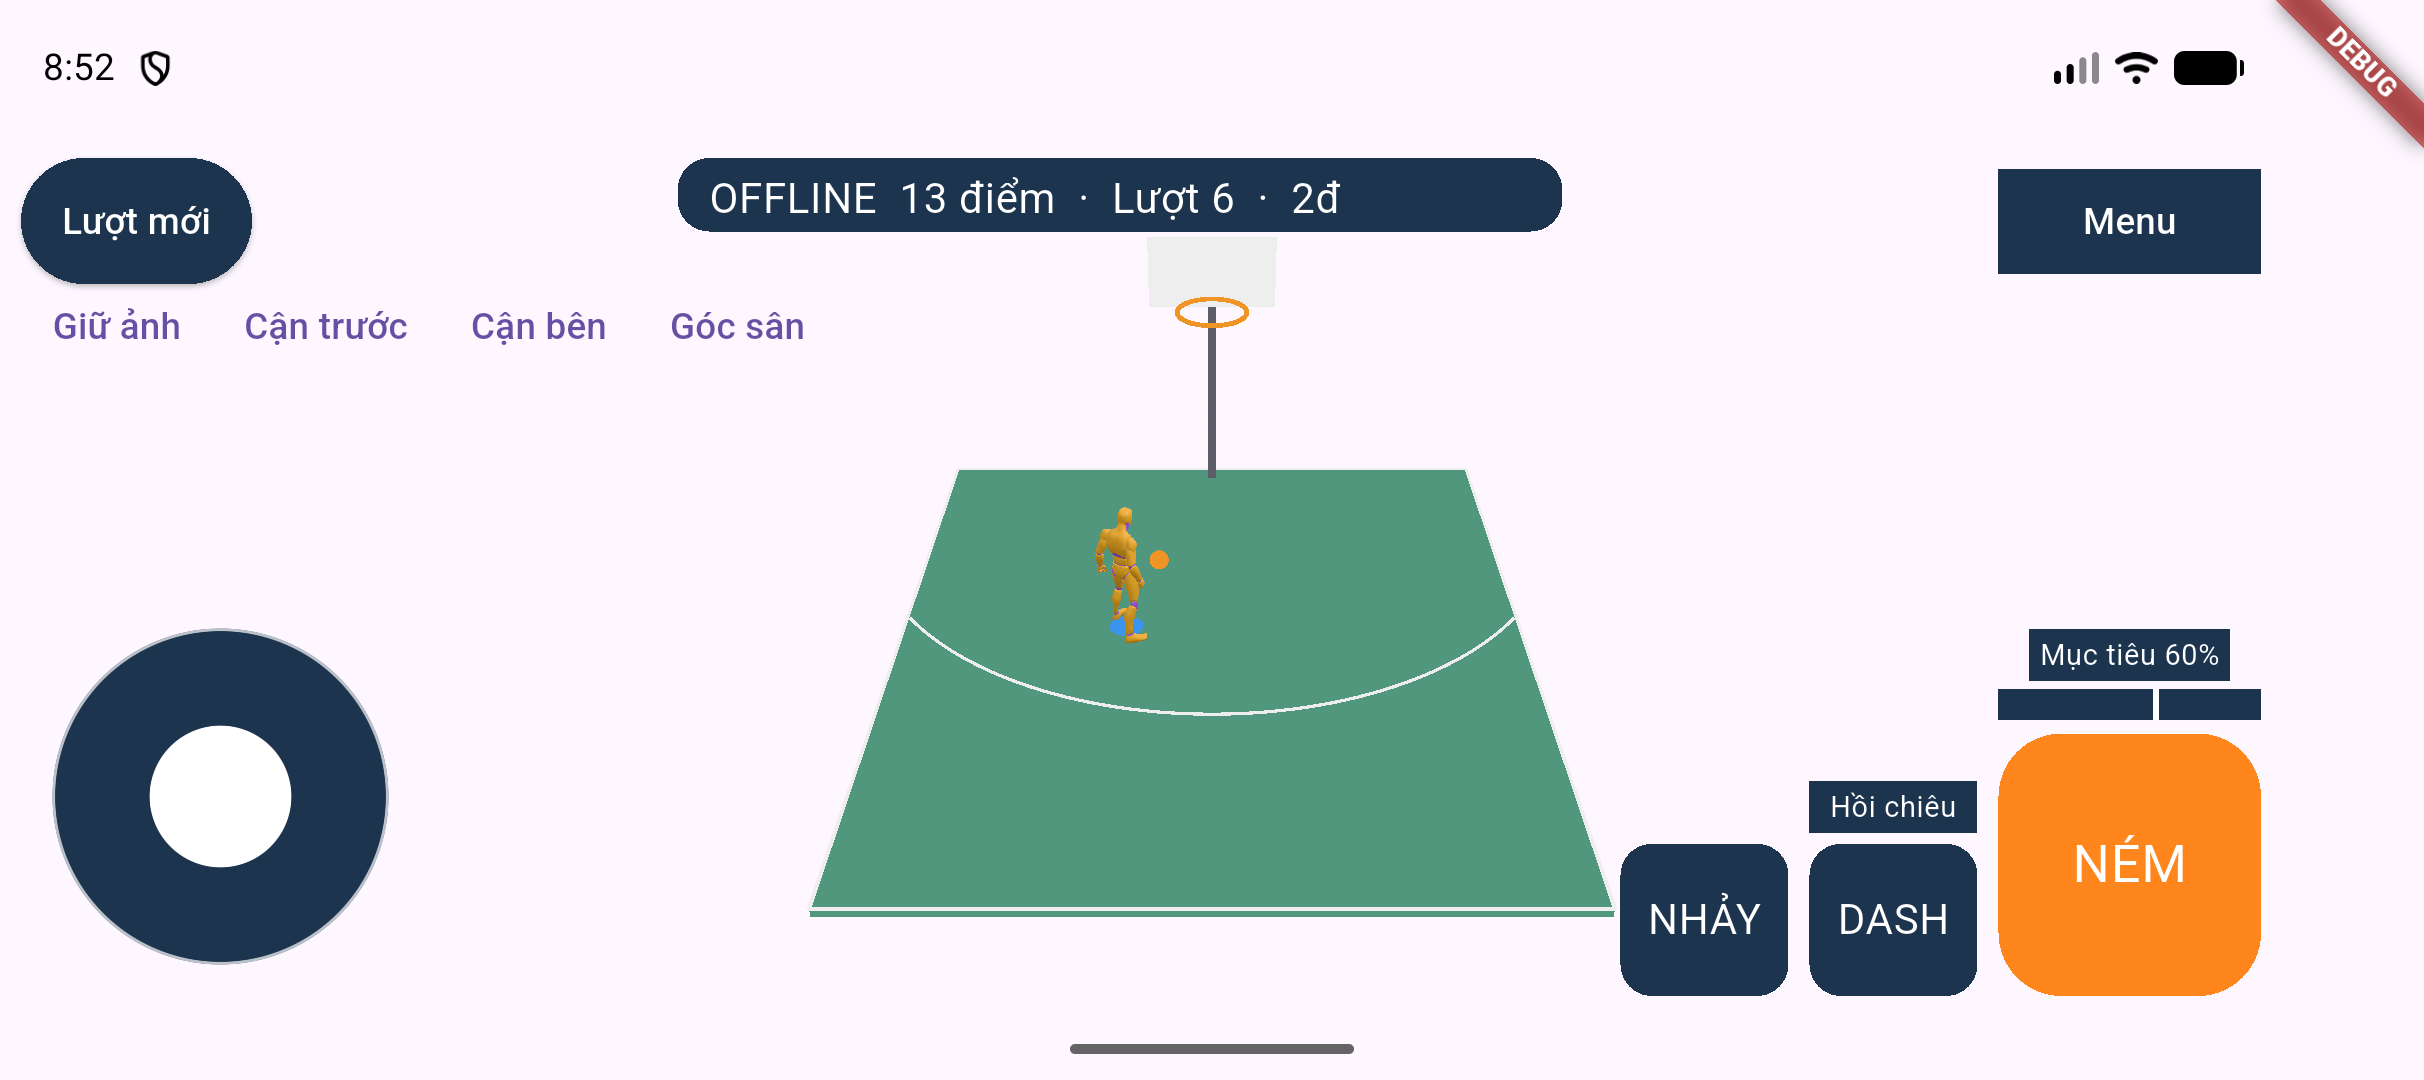 8:52
DEBUG
Lượt mới
OFFLINE 13 điểm · Lượt 6 · 2đ
Menu
Giữ ảnh Cận trước Cận bên Góc sân
Mục tiêu 60%
Hồi chiêu
NHẢY
DASH
NÉM